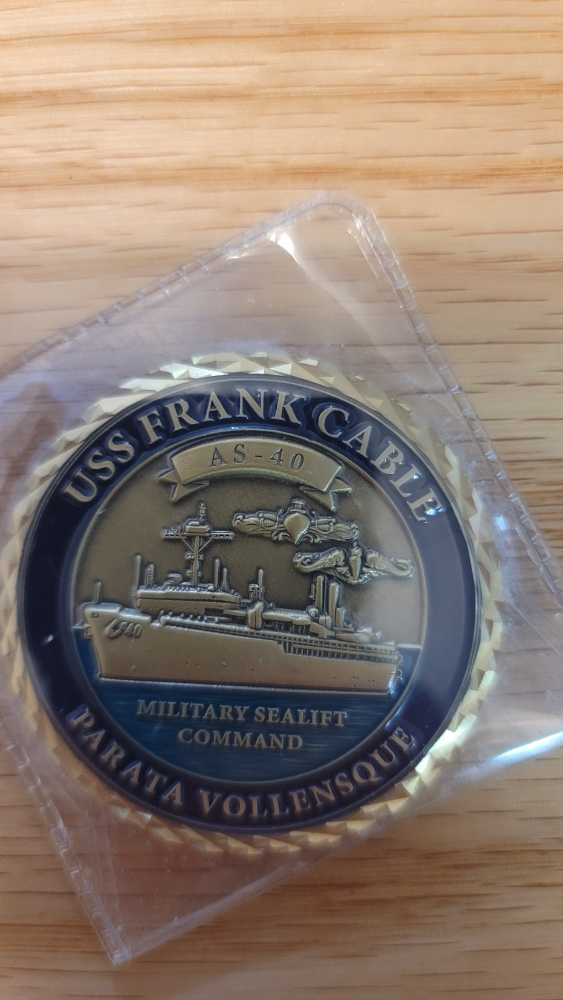 USS FRANK CABLE
AS-40
40
MILITARY SEALIFT
COMMAND
PARATA VOLLENSQUE